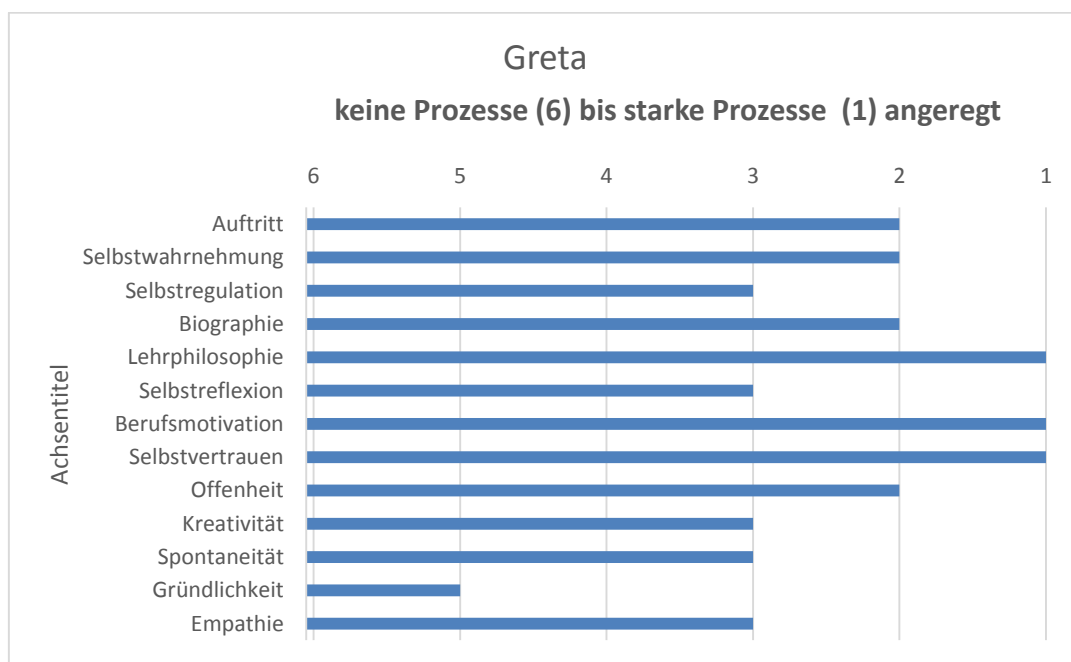 Greta
keine Prozesse (6) bis starke Prozesse  (1) angeregt
6 5 4 3 2 1
Auftritt
Selbstwahrnehmung
Selbstregulation
Biographie
Lehrphilosophie
Selbstreflexion
Berufsmotivation
Selbstvertrauen
Offenheit
Kreativität
Spontaneität
Gründlichkeit
Empathie
Achsentitel